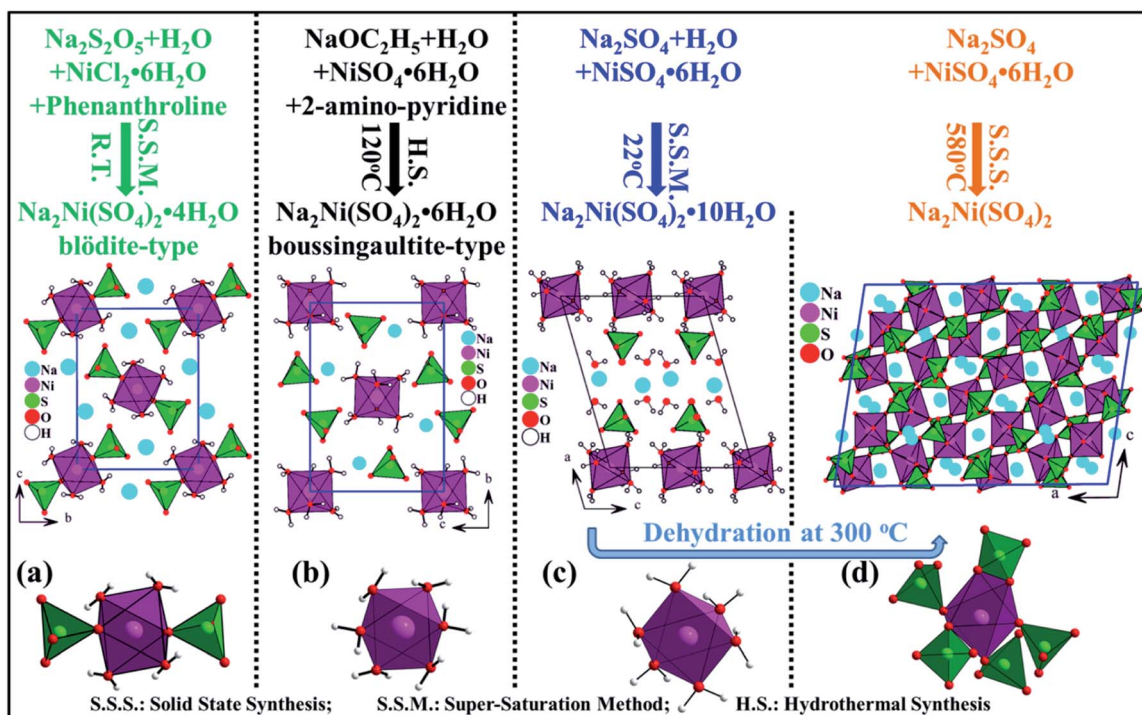 Na₂S₂O₅+H₂O
+NiCl₂•6H₂O
+Phenanthroline
S.S.M.
R.T.
Na₂Ni(SO₄)₂•4H₂O
blödite-type
Na
Ni
S
O
H
c
b
(a)
NaOC₂H₅+H₂O
+NiSO₄•6H₂O
+2-amino-pyridine
H.S.
120°C
Na₂Ni(SO₄)₂•6H₂O
boussingaultite-type
Na
Ni
S
O
H
b
c
(b)
Na₂SO₄+H₂O
+NiSO₄•6H₂O
S.S.M.
22°C
Na₂Ni(SO₄)₂•10H₂O
Na
Ni
S
O
H
a
c
(c)
Na₂SO₄
+NiSO₄•6H₂O
S.S.S.
580°C
Na₂Ni(SO₄)₂
Na
Ni
S
O
c
a
Dehydration at 300 °C
(d)
S.S.S.: Solid State Synthesis; S.S.M.: Super-Saturation Method; H.S.: Hydrothermal Synthesis